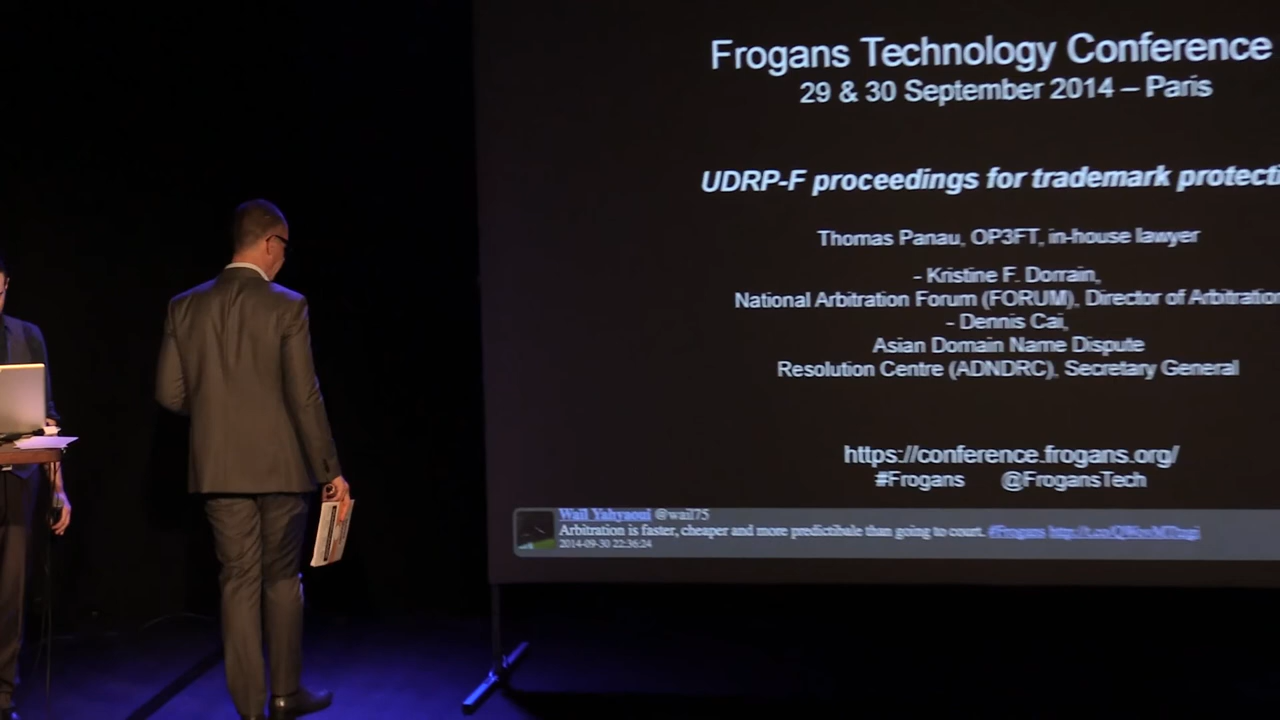 Frogans Technology Conference
29 & 30 September 2014 – Paris
UDRP-F proceedings for trademark protecti
Thomas Panau, OP3FT, in-house lawyer
- Kristine F. Dorrain,
National Arbitration Forum (FORUM), Director of Arbitration
- Dennis Cai,
Asian Domain Name Dispute
Resolution Centre (ADNDRC), Secretary General
https://conference.frogans.org/
#Frogans @FrogansTech
Wail Yahyaoui @wail75
Arbitration is faster, cheaper and more predictibale than going to court. #Frogans
2014-09-30 22:36:24